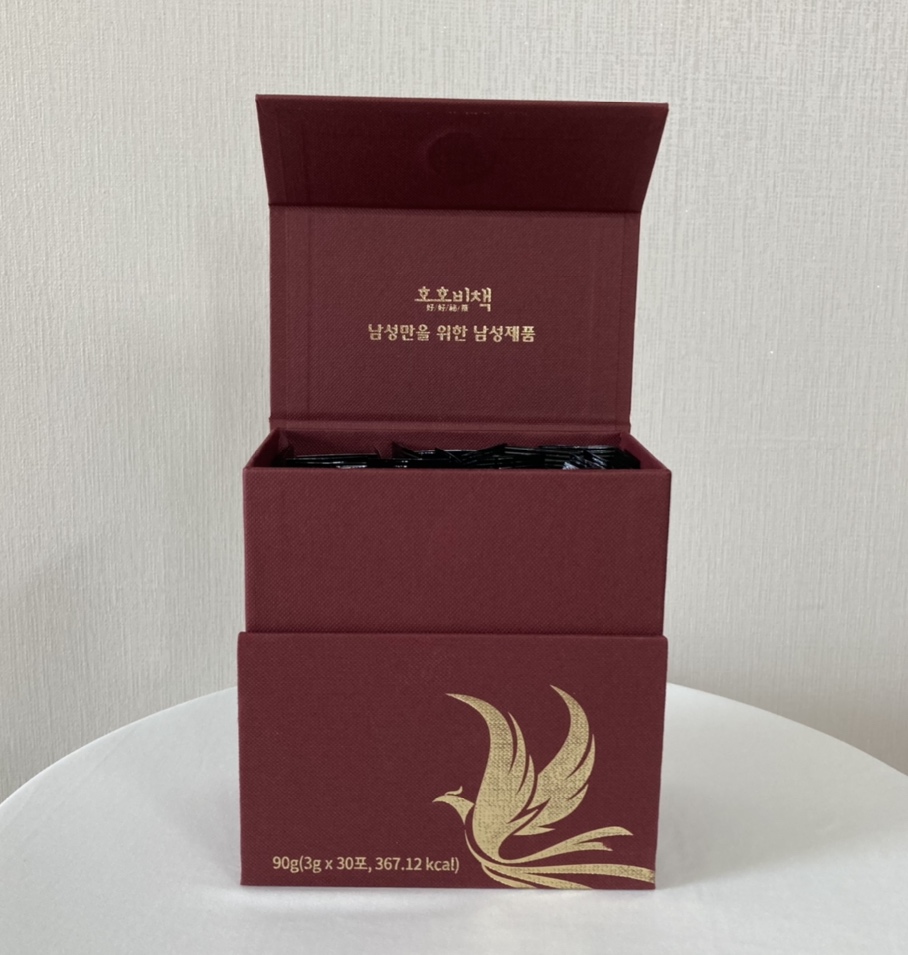 호호비책
好/好/祕/策
남성만을 위한 남성제품
90g(3g x 30포, 367.12 kcal)